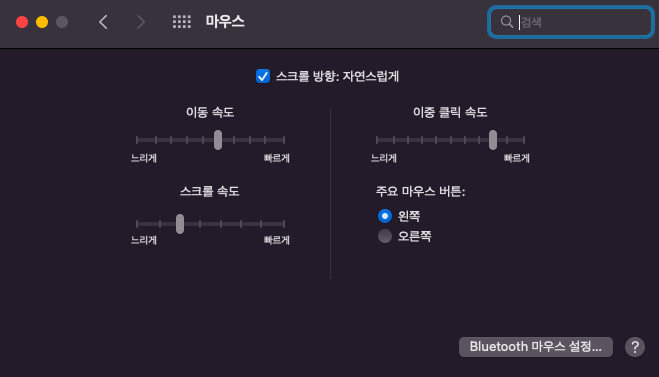 마우스
검색
스크롤 방향: 자연스럽게
이동 속도
느리게 빠르게
스크롤 속도
느리게 빠르게
이중 클릭 속도
느리게 빠르게
주요 마우스 버튼:
왼쪽
오른쪽
Bluetooth 마우스 설정...
?